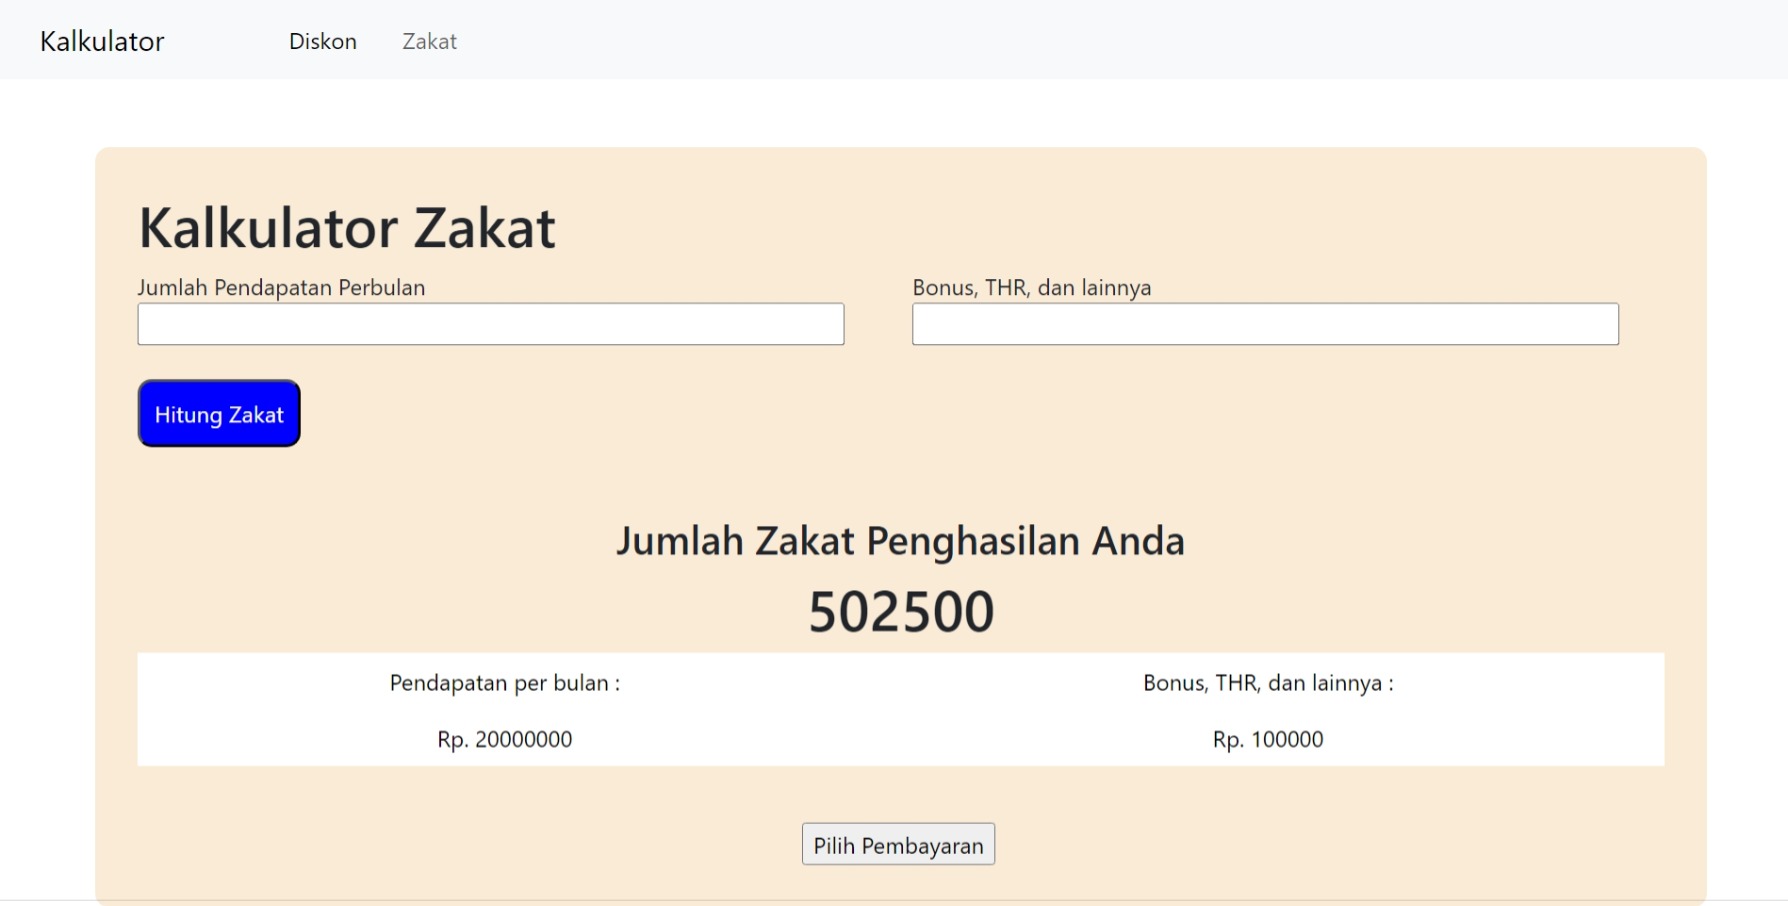 Kalkulator Diskon Zakat
Kalkulator Zakat
Jumlah Pendapatan Perbulan
Bonus, THR, dan lainnya
Hitung Zakat
Jumlah Zakat Penghasilan Anda
502500
Pendapatan per bulan :
Rp. 20000000
Bonus, THR, dan lainnya :
Rp. 100000
Pilih Pembayaran